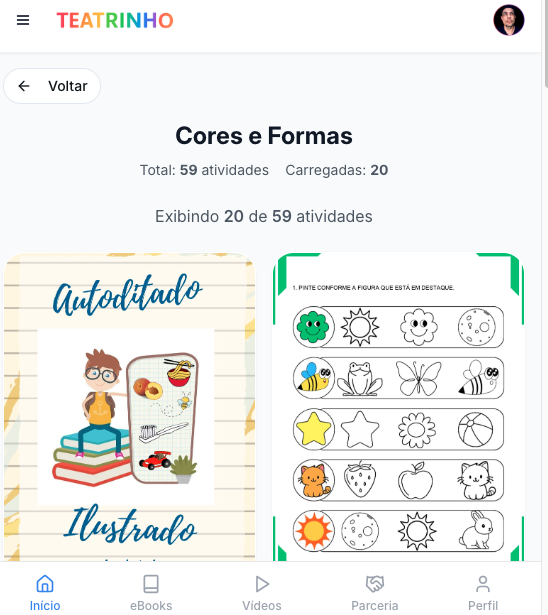 TEATRINHO
Voltar
Cores e Formas
Total: 59 atividades Carregadas: 20
Exibindo 20 de 59 atividades
Autoditado
Ilustrado
1. PINTE CONFORME A FIGURA QUE ESTÁ EM DESTAQUE.
Início eBooks Vídeos Parceria Perfil